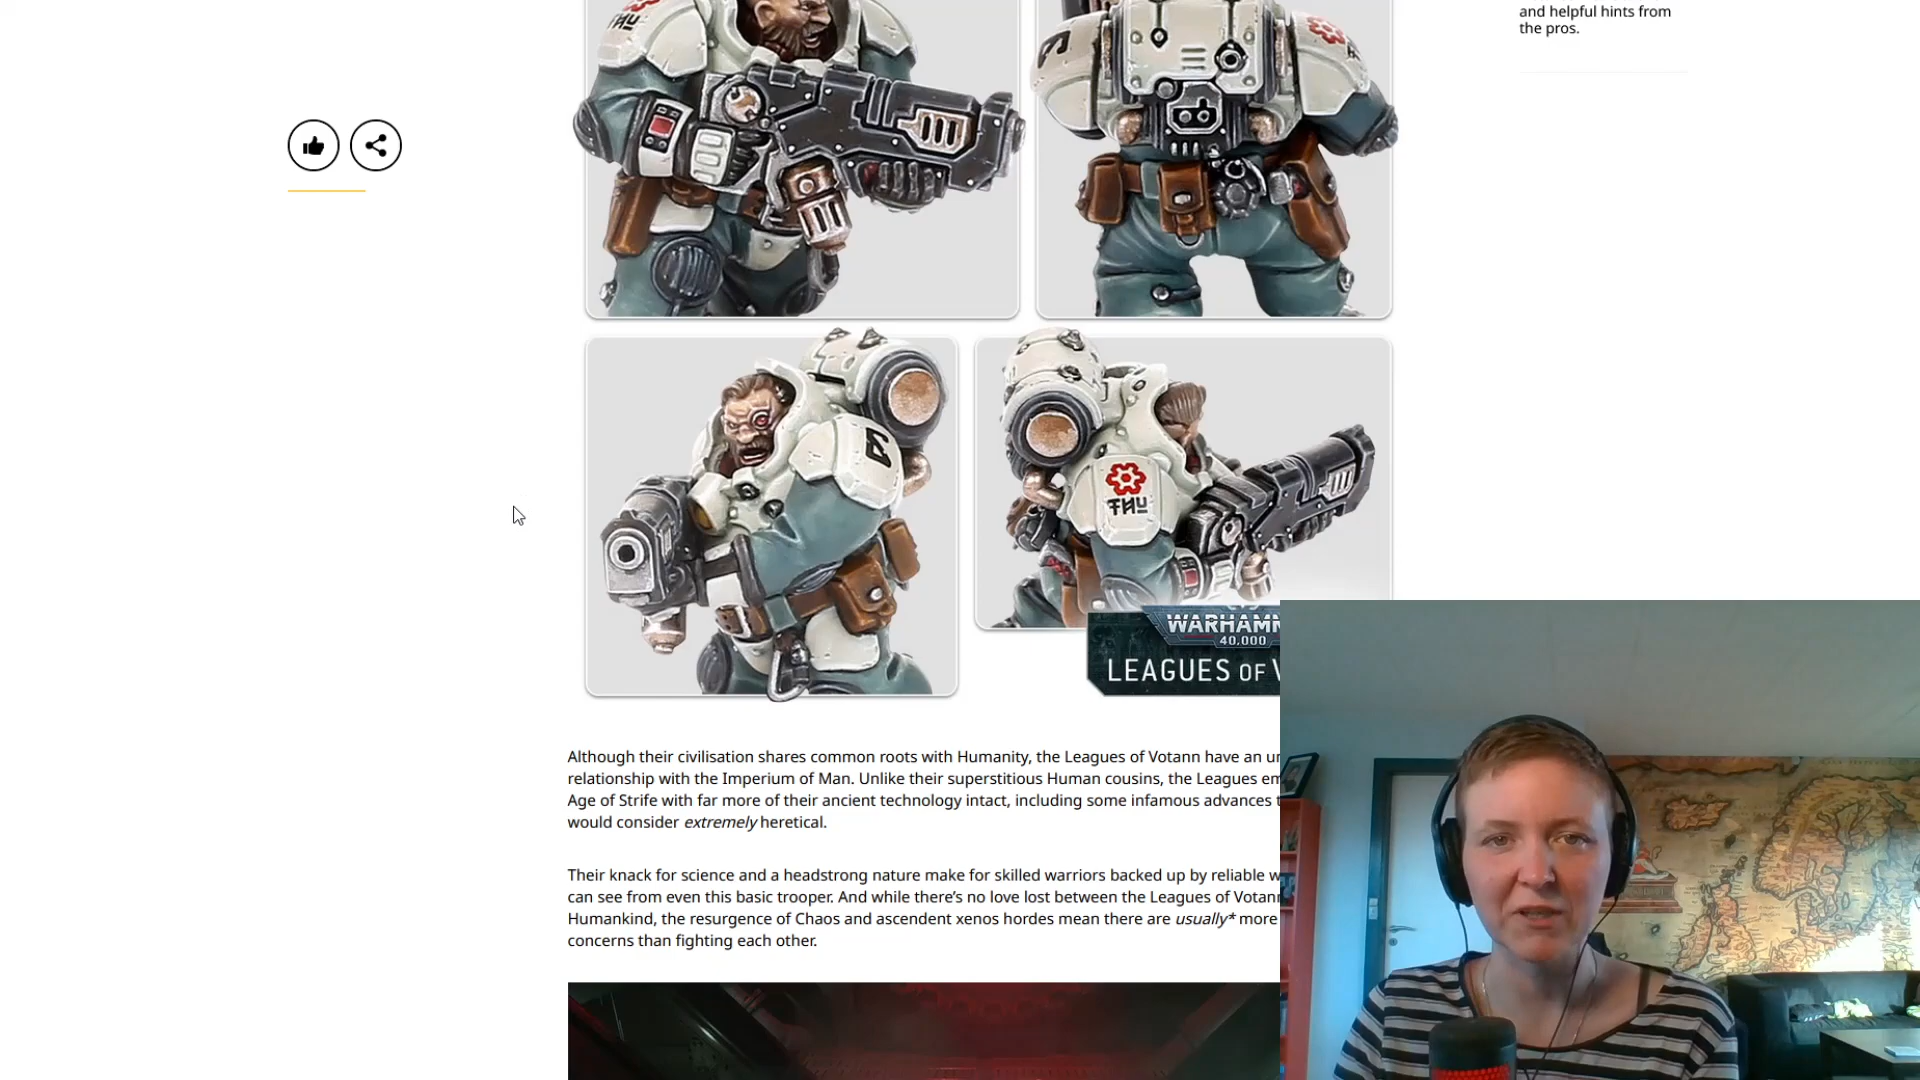 and helpful hints from
the pros.
WARHAMM
40,000
LEAGUES OF
Although their civilisation shares common roots with Humanity, the Leagues of Votann have an un
relationship with the Imperium of Man. Unlike their superstitious Human cousins, the Leagues em
Age of Strife with far more of their ancient technology intact, including some infamous advances t
would consider extremely heretical.
Their knack for science and a headstrong nature make for skilled warriors backed up by reliable w
can see from even this basic trooper. And while there’s no love lost between the Leagues of Votann
Humankind, the resurgence of Chaos and ascendent xenos hordes mean there are usually* more
concerns than fighting each other.